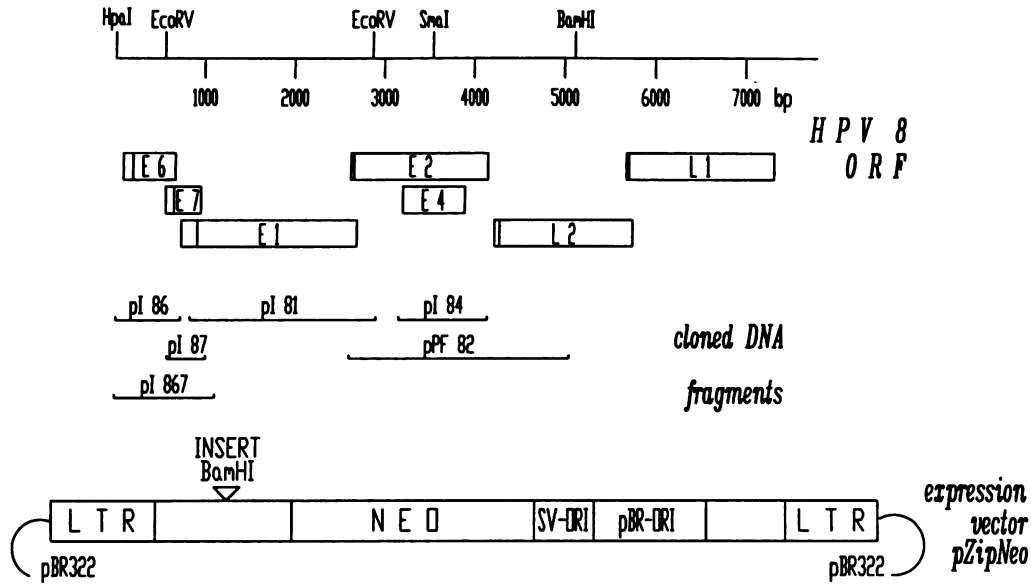 HpaI EcoRV EcoRV SmaI BamHI
1000 2000 3000 4000 5000 6000 7000 bp
HPV 8
ORF
E6 E2 L1
E7 E4
E1 L2
pI 86 pI 81 pI 84
pI 87 pPF 82
cloned DNA
pI 867
fragments
INSERT
BamHI
LTR NEO SV-ORI pBR-ORI LTR
expression
vector
pZipNeo
pBR322 pBR322